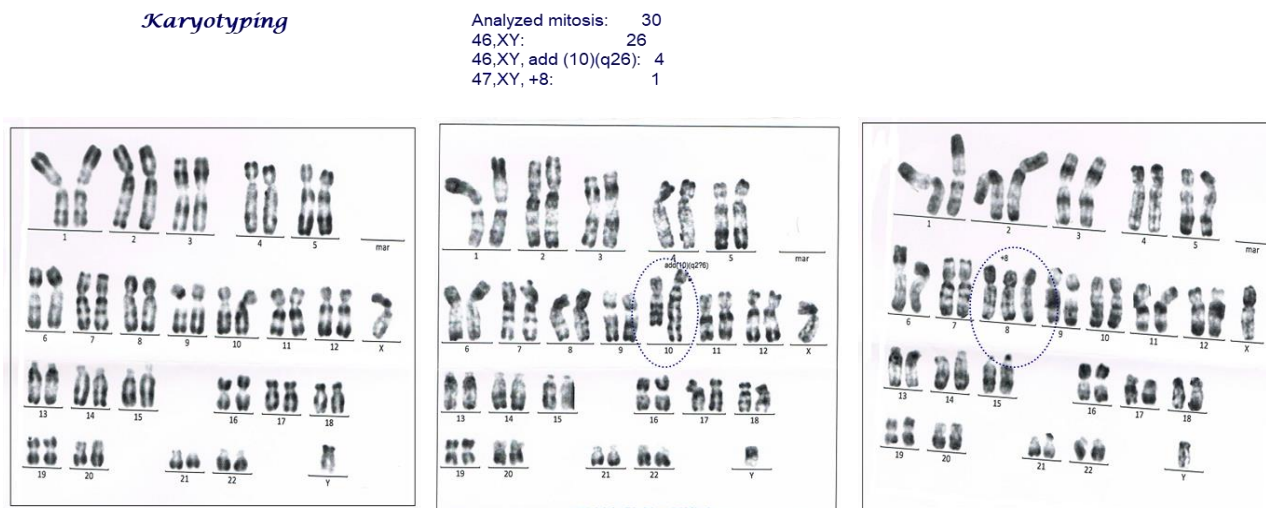 Karyotyping
Analyzed mitosis: 30
46,XY: 26
46,XY, add (10)(q26): 4
47,XY, +8: 1
1 2 3 4 5 mar
6 7 8 9 10 11 12 X
13 14 15 16 17 18
19 20 21 22 Y
1 2 3 4 5 mar
add(10)(q2?6)
6 7 8 9 10 11 12 X
13 14 15 16 17 18
19 20 21 22 Y
1 2 3 4 5 mar
+8
6 7 8 9 10 11 12 X
13 14 15 16 17 18
19 20 21 22 Y